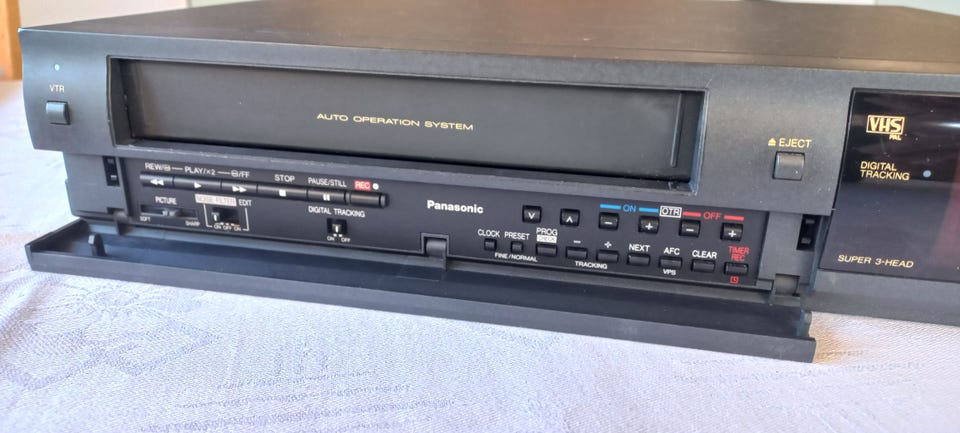 VTR
AUTO OPERATION SYSTEM
EJECT
VHS
PAL
DIGITAL
TRACKING
SUPER 3-HEAD
REW/ PLAY/×2 /FF STOP PAUSE/STILL REC
PICTURE
SOFT SHARP
NOISE FILTER EDIT
ON OFF ON
DIGITAL TRACKING
ON OFF
Panasonic
ON OTR OFF
CLOCK PRESET PROG
CHECK
NEXT AFC CLEAR TIMER
REC
FINE/NORMAL TRACKING VPS